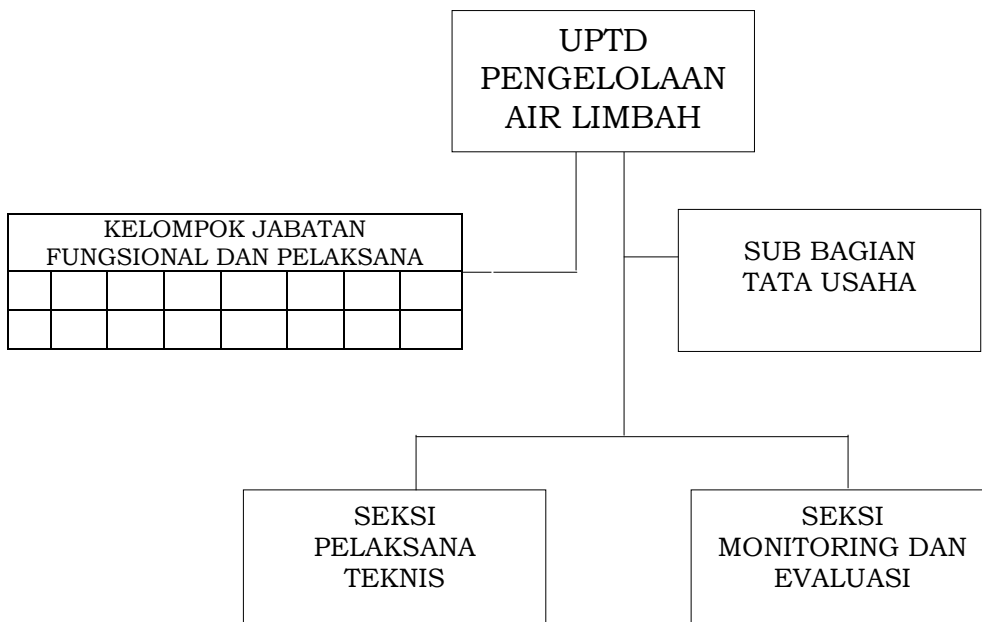 UPTD
PENGELOLAAN
AIR LIMBAH
KELOMPOK JABATAN
FUNGSIONAL DAN PELAKSANA
SUB BAGIAN
TATA USAHA
SEKSI
PELAKSANA
TEKNIS
SEKSI
MONITORING DAN
EVALUASI